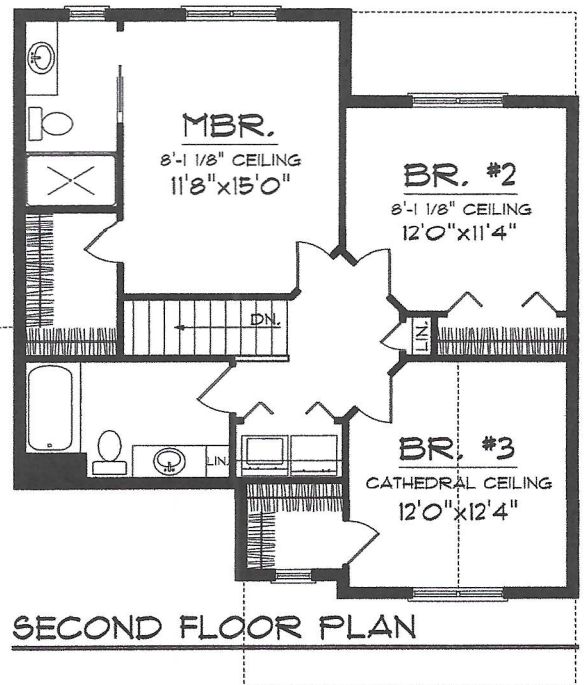 MBR.
8'-1 1/8" CEILING
11'8"x15'0"
BR. #2
8'-1 1/8" CEILING
12'0"x11'4"
DN.
LIN.
LIN.
BR. #3
CATHEDRAL CEILING
12'0"x12'4"
SECOND FLOOR PLAN